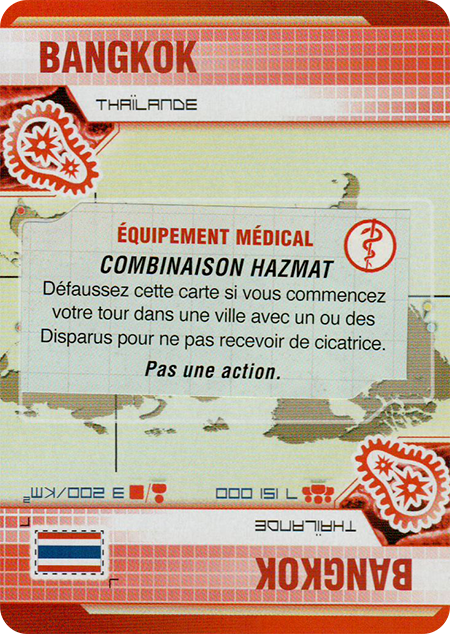 BANGKOK
THAÏLANDE
ÉQUIPEMENT MÉDICAL
COMBINAISON HAZMAT
Défaussez cette carte si vous commencez
votre tour dans une ville avec un ou des
Disparus pour ne pas recevoir de cicatrice.
Pas une action.
7 151 000
3 200/KM²
THAÏLANDE
BANGKOK